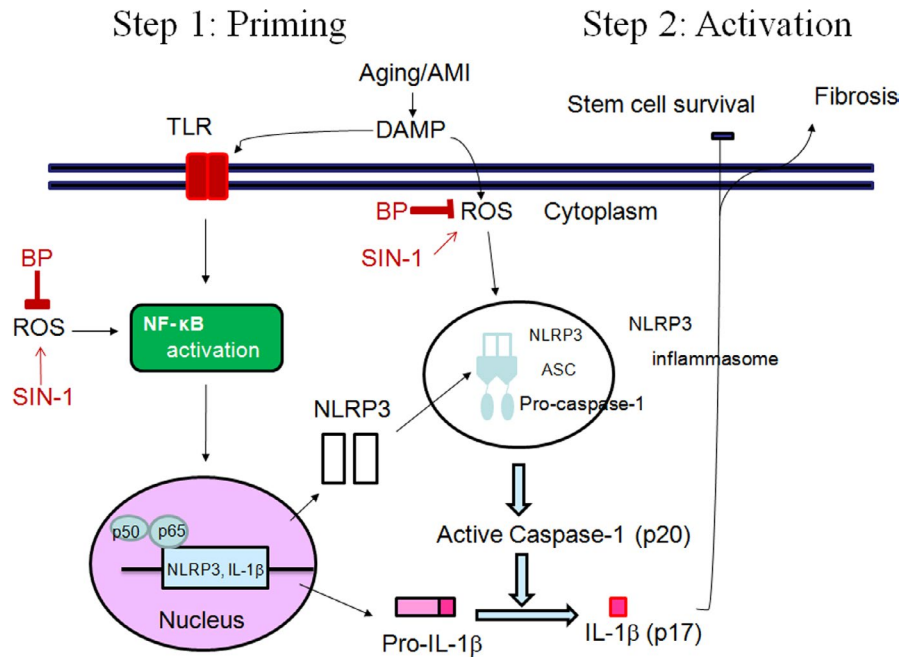 Step 1: Priming
Step 2: Activation
Aging/AMI
Stem cell survival
Fibrosis
TLR
DAMP
BP
ROS
Cytoplasm
SIN-1
BP
ROS
SIN-1
NF-κB
activation
NLRP3
ASC
Pro-caspase-1
NLRP3
inflammasome
NLRP3
p50
p65
NLRP3, IL-1β
Nucleus
Active Caspase-1 (p20)
Pro-IL-1β
IL-1β (p17)